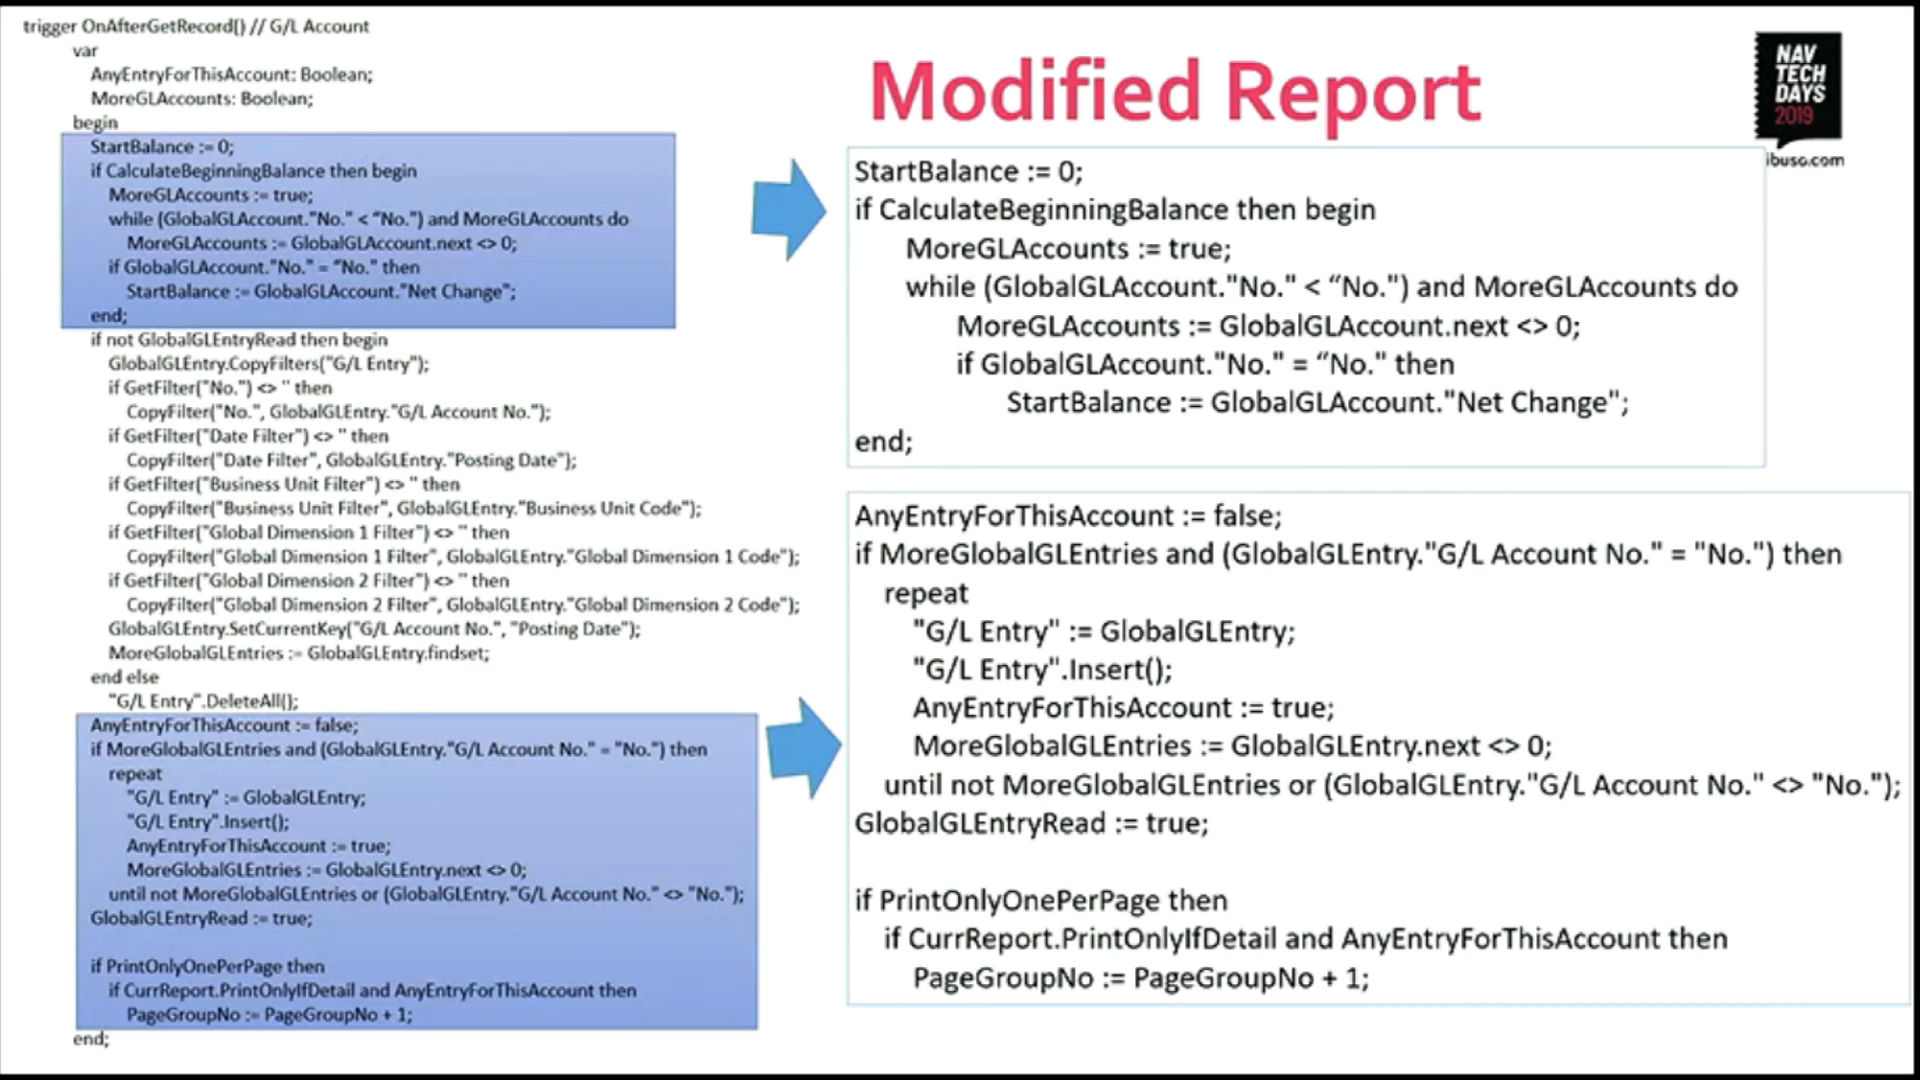 trigger OnAfterGetRecord() // G/L Account
var
AnyEntryForThisAccount: Boolean;
MoreGLAccounts: Boolean;
begin
StartBalance := 0;
if CalculateBeginningBalance then begin
MoreGLAccounts := true;
while (GlobalGLAccount."No." < “No.") and MoreGLAccounts do
MoreGLAccounts := GlobalGLAccount.next <> 0;
if GlobalGLAccount."No." = “No." then
StartBalance := GlobalGLAccount."Net Change";
end;
if not GlobalGLEntryRead then begin
GlobalGLEntry.CopyFilters("G/L Entry");
if GetFilter("No.") <> '' then
CopyFilter("No.", GlobalGLEntry."G/L Account No.");
if GetFilter("Date Filter") <> '' then
CopyFilter("Date Filter", GlobalGLEntry."Posting Date");
if GetFilter("Business Unit Filter") <> '' then
CopyFilter("Business Unit Filter", GlobalGLEntry."Business Unit Code");
if GetFilter("Global Dimension 1 Filter") <> '' then
CopyFilter("Global Dimension 1 Filter", GlobalGLEntry."Global Dimension 1 Code");
if GetFilter("Global Dimension 2 Filter") <> '' then
CopyFilter("Global Dimension 2 Filter", GlobalGLEntry."Global Dimension 2 Code");
GlobalGLEntry.SetCurrentKey("G/L Account No.", "Posting Date");
MoreGlobalGLEntries := GlobalGLEntry.findset;
end else
"G/L Entry".DeleteAll();
AnyEntryForThisAccount := false;
if MoreGlobalGLEntries and (GlobalGLEntry."G/L Account No." = "No.") then
repeat
"G/L Entry" := GlobalGLEntry;
"G/L Entry".Insert();
AnyEntryForThisAccount := true;
MoreGlobalGLEntries := GlobalGLEntry.next <> 0;
until not MoreGlobalGLEntries or (GlobalGLEntry."G/L Account No." <> "No.");
GlobalGLEntryRead := true;
if PrintOnlyOnePerPage then
if CurrReport.PrintOnlyIfDetail and AnyEntryForThisAccount then
PageGroupNo := PageGroupNo + 1;
end;
Modified Report
NAV
TECH
DAYS
2019
ibuso.com
StartBalance := 0;
if CalculateBeginningBalance then begin
MoreGLAccounts := true;
while (GlobalGLAccount."No." < “No.") and MoreGLAccounts do
MoreGLAccounts := GlobalGLAccount.next <> 0;
if GlobalGLAccount."No." = “No." then
StartBalance := GlobalGLAccount."Net Change";
end;
AnyEntryForThisAccount := false;
if MoreGlobalGLEntries and (GlobalGLEntry."G/L Account No." = "No.") then
repeat
"G/L Entry" := GlobalGLEntry;
"G/L Entry".Insert();
AnyEntryForThisAccount := true;
MoreGlobalGLEntries := GlobalGLEntry.next <> 0;
until not MoreGlobalGLEntries or (GlobalGLEntry."G/L Account No." <> "No.");
GlobalGLEntryRead := true;
if PrintOnlyOnePerPage then
if CurrReport.PrintOnlyIfDetail and AnyEntryForThisAccount then
PageGroupNo := PageGroupNo + 1;